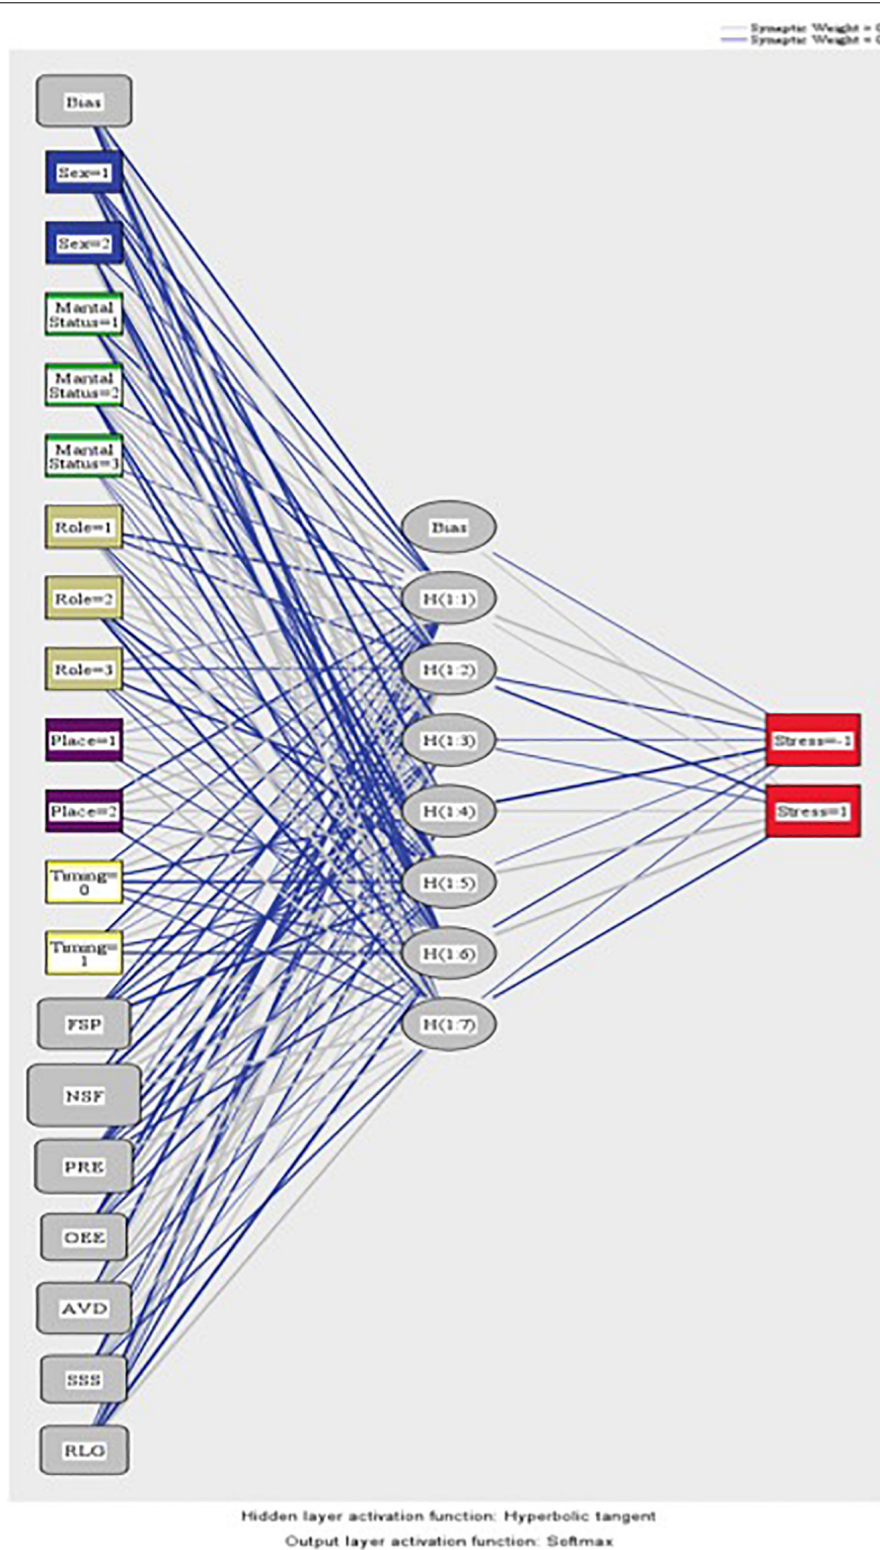 Synaptic Weight = 0
Synaptic Weight = 0
Bias
Sex=1
Sex=2
Marital
Status=1
Marital
Status=2
Marital
Status=3
Role=1
Role=2
Role=3
Place=1
Place=2
Timing=
0
Timing=
1
FSP
NSF
PRE
OEE
AVD
SSS
RLG
Bias
H(1:1)
H(1:2)
H(1:3)
H(1:4)
H(1:5)
H(1:6)
H(1:7)
Stress=-1
Stress=1
Hidden layer activation function: Hyperbolic tangent
Output layer activation function: Softmax